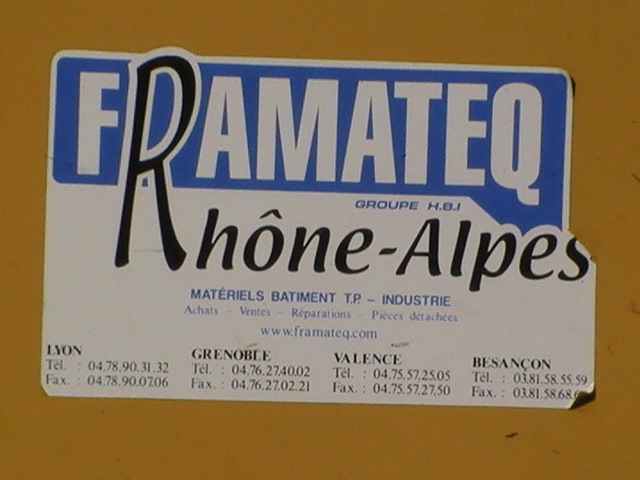 FRAMATEQ
GROUPE H.B.I
Rhône-Alpes
MATÉRIELS BATIMENT T.P. – INDUSTRIE
Achats – Ventes – Réparations – Pièces détachées
www.framateq.com
LYON
Tél. : 04.78.90.31.32
Fax. : 04.78.90.07.06
GRENOBLE
Tél. : 04.76.27.40.02
Fax. : 04.76.27.02.21
VALENCE
Tél. : 04.75.57.25.05
Fax. : 04.75.57.27.50
BESANÇON
Tél. : 03.81.58.55.59
Fax. :